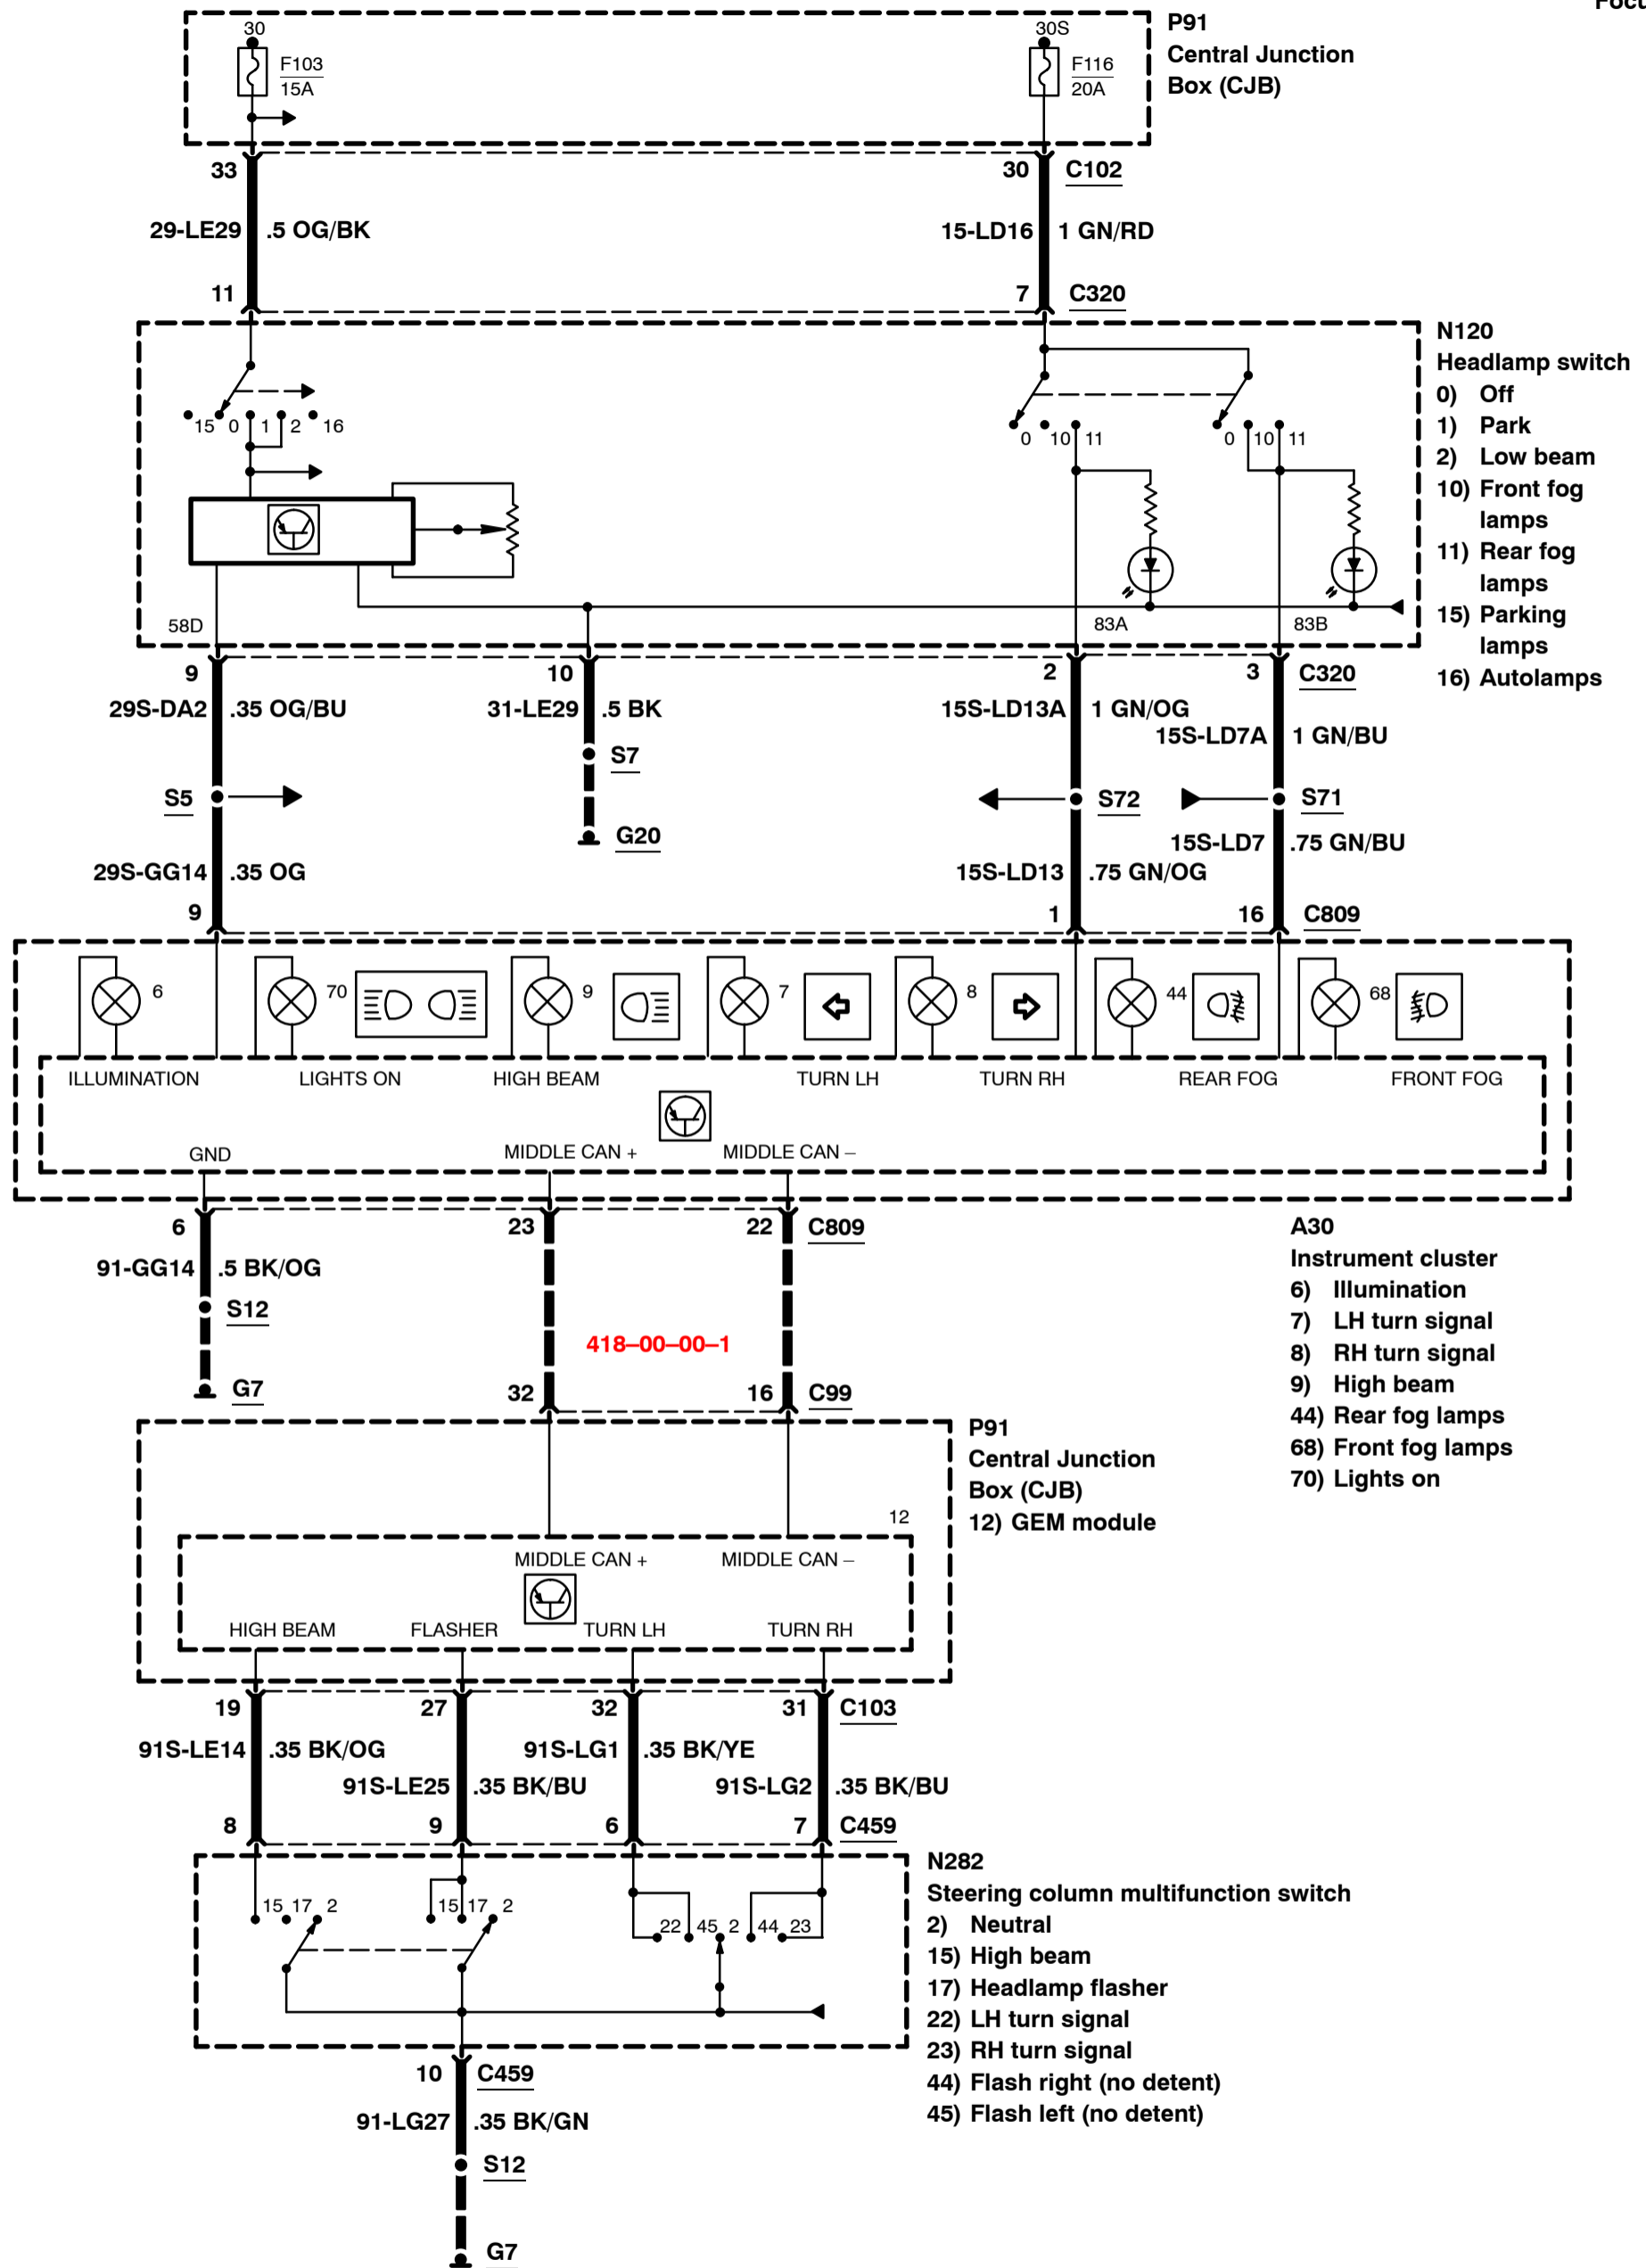 Focu
30
30S
P91
Central Junction
Box (CJB)
F103
15A
F116
20A
33
30
C102
29-LE29
.5 OG/BK
15-LD16
1 GN/RD
11
7
C320
N120
Headlamp switch
0) Off
1) Park
2) Low beam
10) Front fog
lamps
11) Rear fog
lamps
15) Parking
lamps
16) Autolamps
15 0 1 2 16
0 10 11
0 10 11
58D
83A
83B
9
10
2
3
C320
29S-DA2
.35 OG/BU
31-LE29
.5 BK
15S-LD13A
1 GN/OG
15S-LD7A
1 GN/BU
S7
S5
S72
S71
G20
15S-LD7
.75 GN/BU
29S-GG14
.35 OG
15S-LD13
.75 GN/OG
9
1
16
C809
6
70
9
7
8
44
68
ILLUMINATION
LIGHTS ON
HIGH BEAM
TURN LH
TURN RH
REAR FOG
FRONT FOG
GND
MIDDLE CAN +
MIDDLE CAN –
6
23
22
C809
91-GG14
.5 BK/OG
S12
418–00–00–1
G7
32
16
C99
A30
Instrument cluster
6) Illumination
7) LH turn signal
8) RH turn signal
9) High beam
44) Rear fog lamps
68) Front fog lamps
70) Lights on
P91
Central Junction
Box (CJB)
12) GEM module
12
MIDDLE CAN +
MIDDLE CAN –
HIGH BEAM
FLASHER
TURN LH
TURN RH
19
27
32
31
C103
91S-LE14
.35 BK/OG
91S-LG1
.35 BK/YE
91S-LE25
.35 BK/BU
91S-LG2
.35 BK/BU
8
9
6
7
C459
N282
Steering column multifunction switch
2) Neutral
15) High beam
17) Headlamp flasher
22) LH turn signal
23) RH turn signal
44) Flash right (no detent)
45) Flash left (no detent)
15 17 2
15 17 2
22 45 2 44 23
10
C459
91-LG27
.35 BK/GN
S12
G7